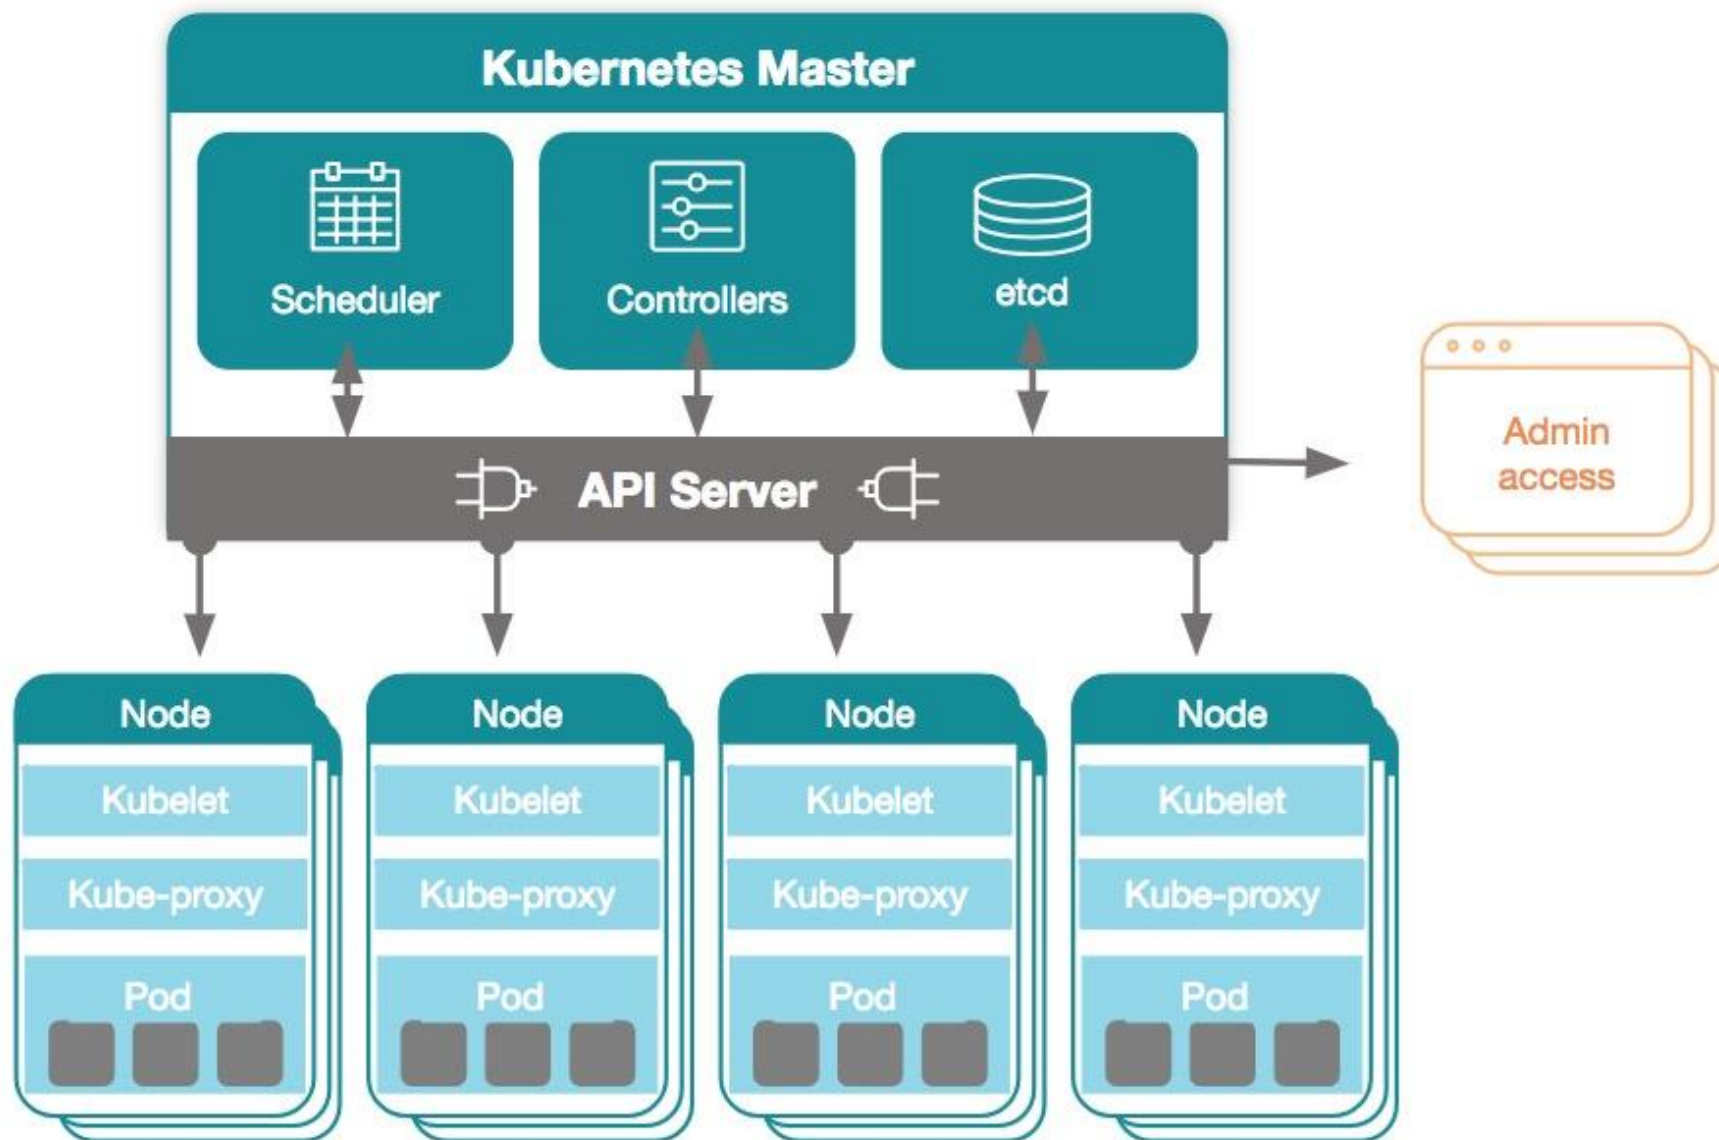 Kubernetes Master
Scheduler
Controllers
etcd
API Server
Admin
access
Node
Kubelet
Kube-proxy
Pod
Node
Kubelet
Kube-proxy
Pod
Node
Kubelet
Kube-proxy
Pod
Node
Kubelet
Kube-proxy
Pod